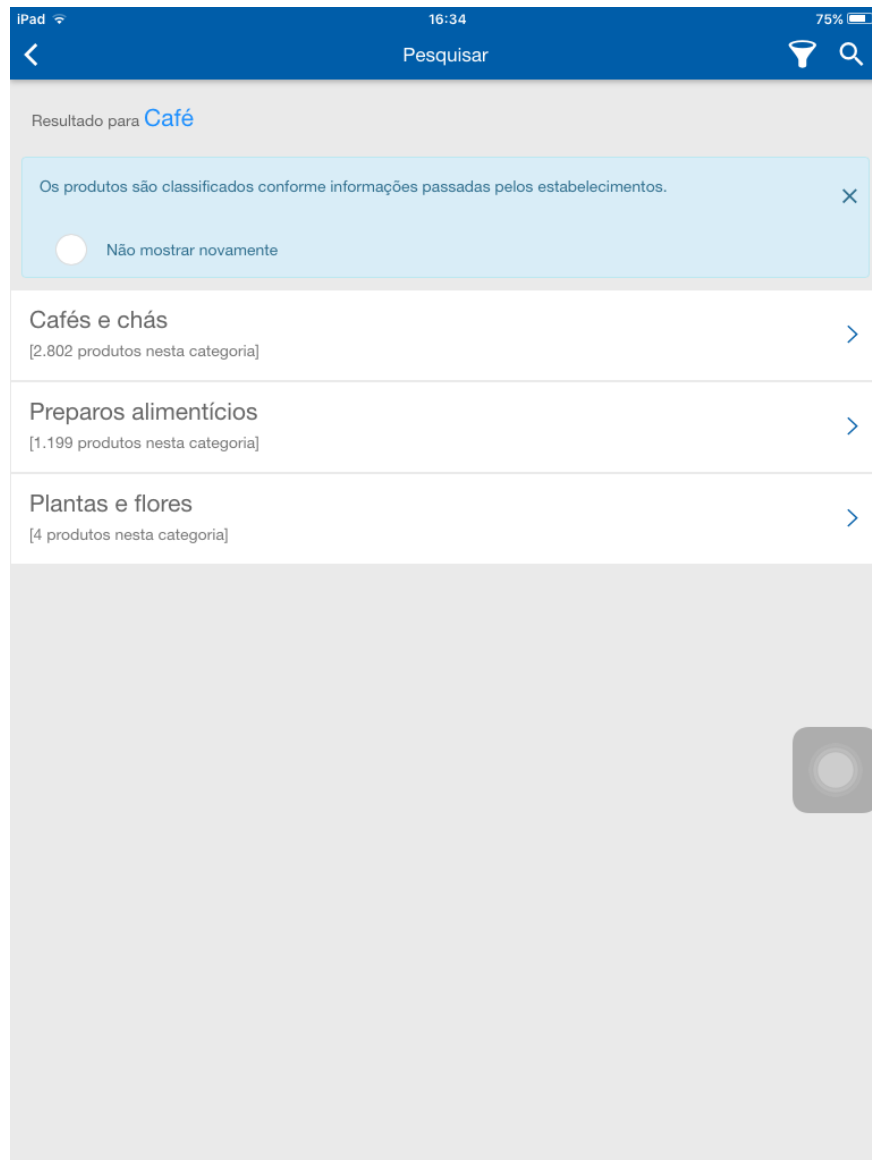 iPad 16:34 75%
Pesquisar
Resultado para Café
Os produtos são classificados conforme informações passadas pelos estabelecimentos.
Não mostrar novamente
Cafés e chás
[2.802 produtos nesta categoria]
Preparos alimentícios
[1.199 produtos nesta categoria]
Plantas e flores
[4 produtos nesta categoria]